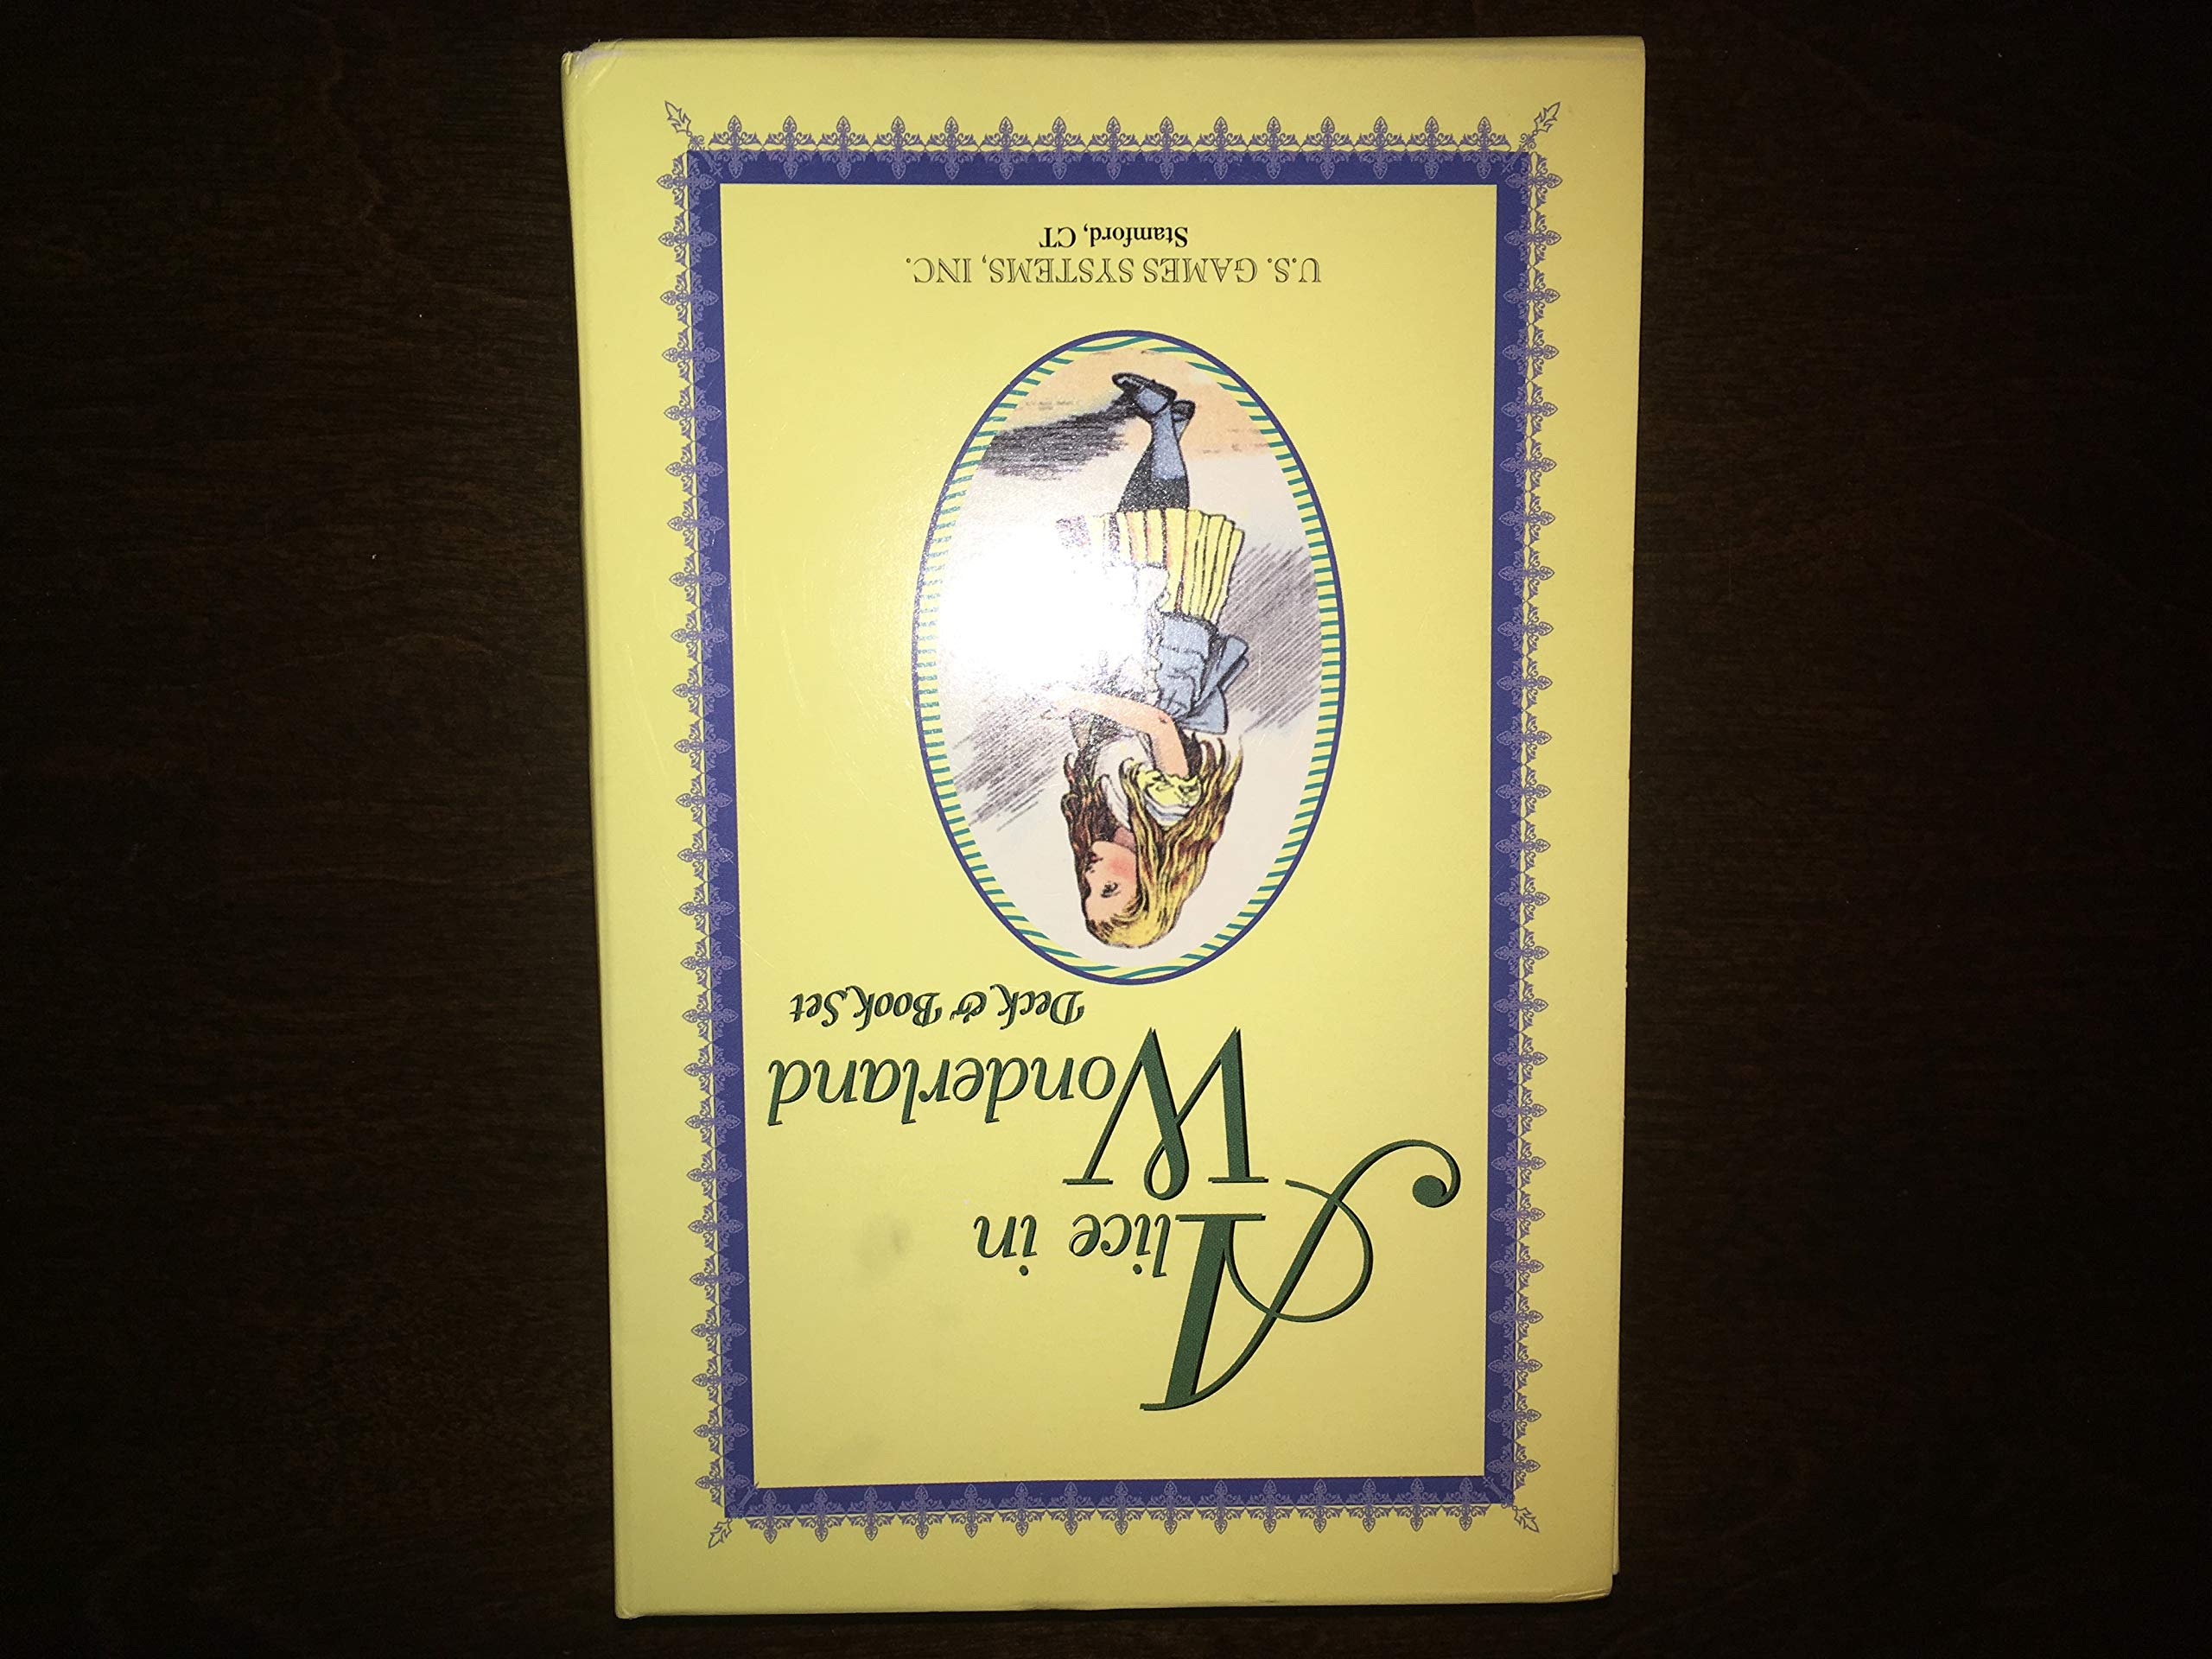 Alice in
Wonderland
Deck & Book Set
U.S. GAMES SYSTEMS, INC.
Stamford, CT